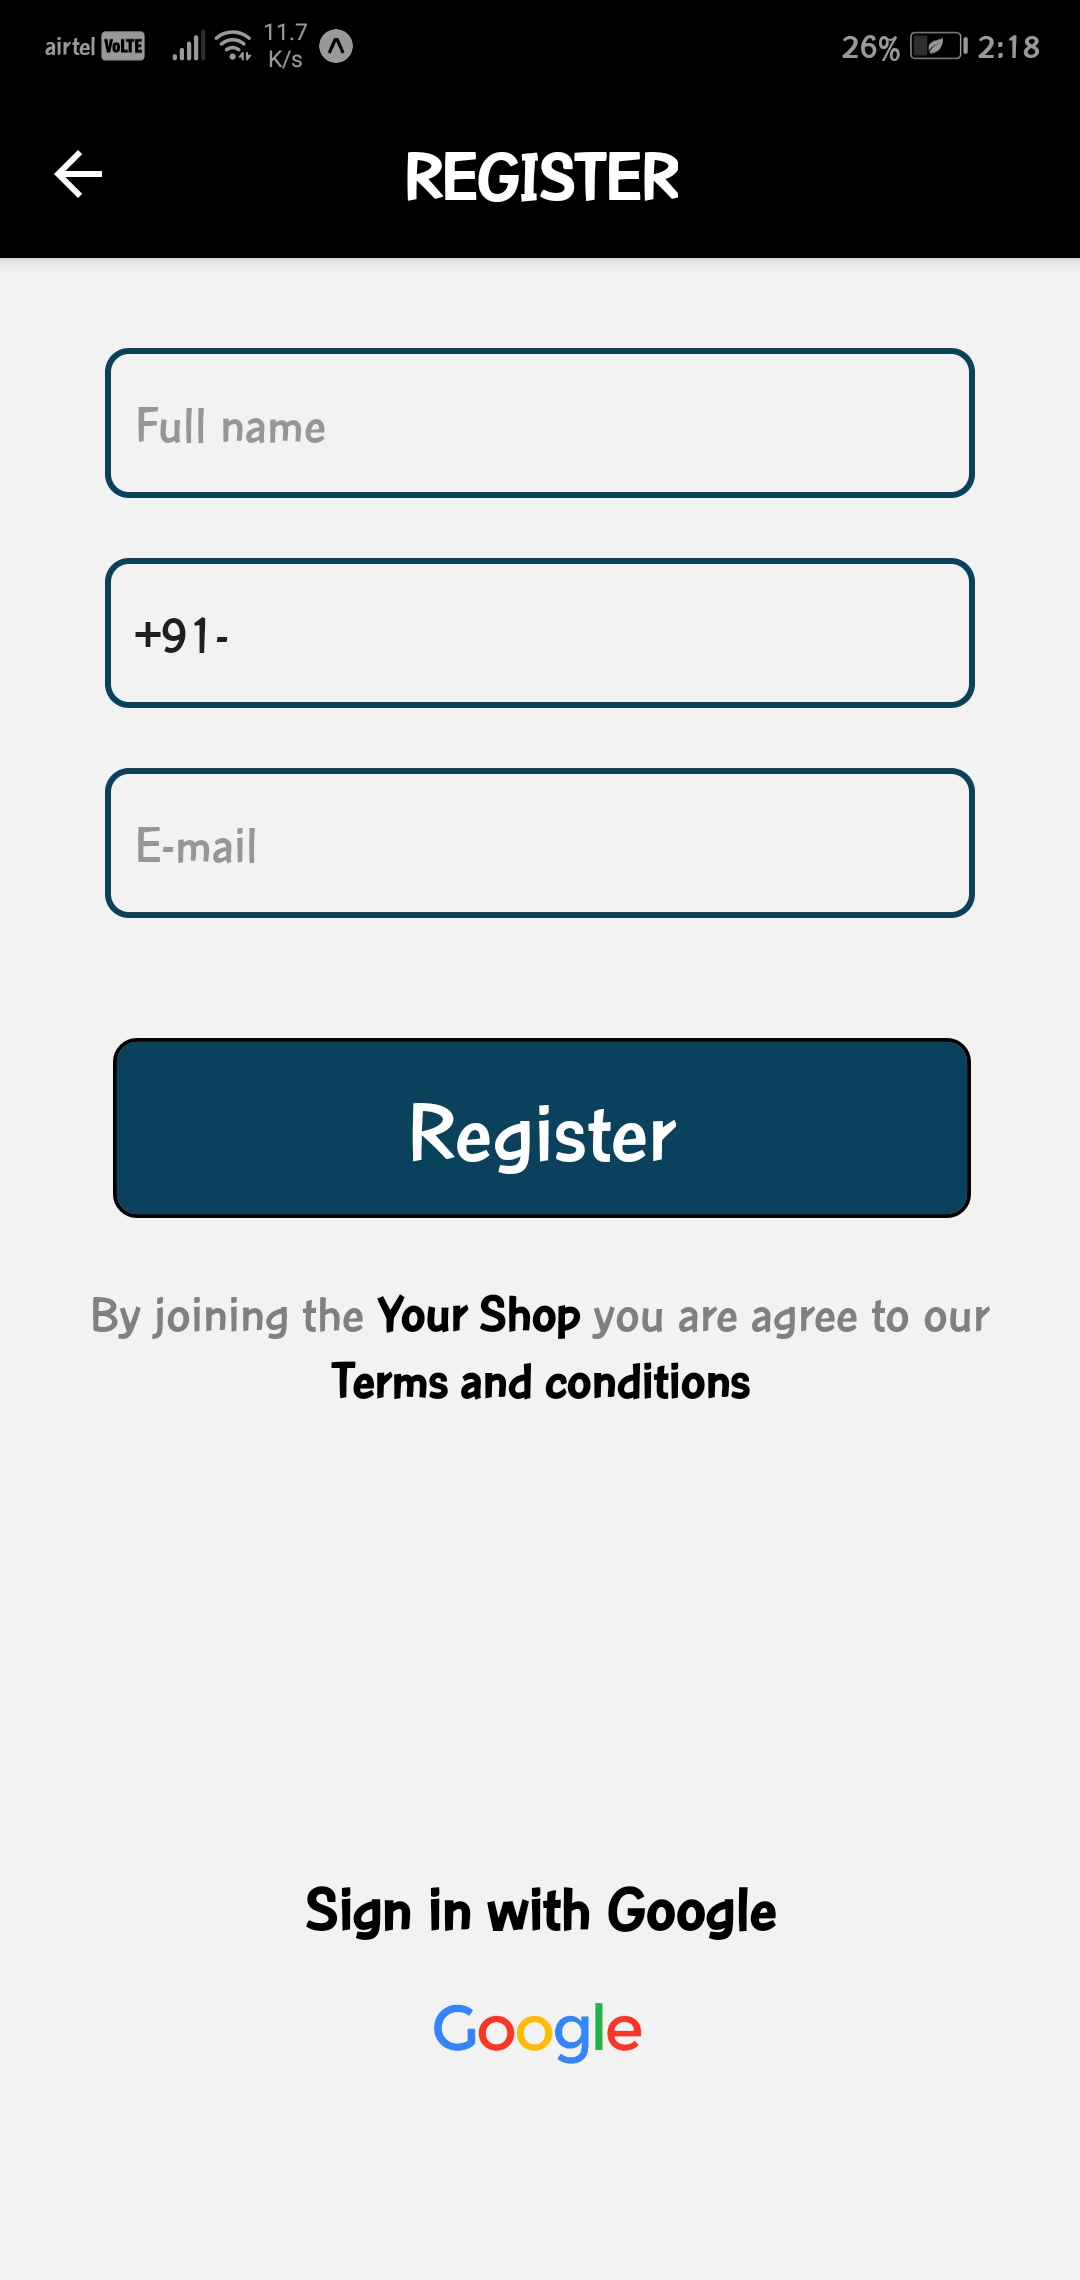 airtel VoLTE 11.7 K/s 26% 2:18
REGISTER
Full name
+91-
E-mail
Register
By joining the Your Shop you are agree to our
Terms and conditions
Sign in with Google
Google